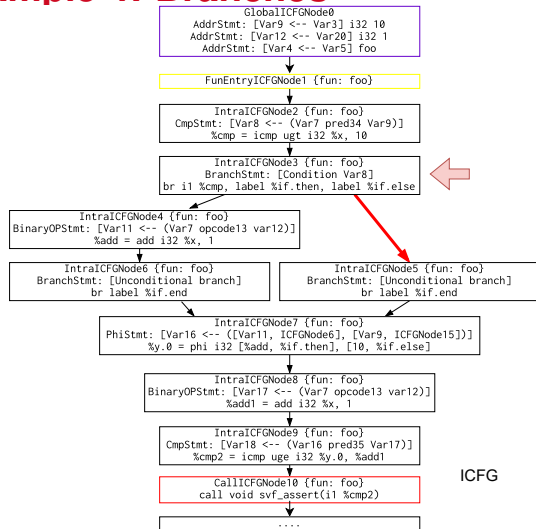 GlobalICFGNode0
AddrStmt: [Var9 <-- Var3] i32 10
AddrStmt: [Var12 <-- Var20] i32 1
AddrStmt: [Var4 <-- Var5] foo
FunEntryICFGNode1 {fun: foo}
IntraICFGNode2 {fun: foo}
CmpStmt: [Var8 <-- (Var7 pred34 Var9)]
%cmp = icmp ugt i32 %x, 10
IntraICFGNode3 {fun: foo}
BranchStmt: [Condition Var8]
br i1 %cmp, label %if.then, label %if.else
IntraICFGNode4 {fun: foo}
BinaryOPStmt: [Var11 <-- (Var7 opcode13 var12)]
%add = add i32 %x, 1
IntraICFGNode6 {fun: foo}
BranchStmt: [Unconditional branch]
br label %if.end
IntraICFGNode5 {fun: foo}
BranchStmt: [Unconditional branch]
br label %if.end
IntraICFGNode7 {fun: foo}
PhiStmt: [Var16 <-- ([Var11, ICFGNode6], [Var9, ICFGNode15])]
%y.0 = phi i32 [%add, %if.then], [10, %if.else]
IntraICFGNode8 {fun: foo}
BinaryOPStmt: [Var17 <-- (Var7 opcode13 var12)]
%add1 = add i32 %x, 1
IntraICFGNode9 {fun: foo}
CmpStmt: [Var18 <-- (Var16 pred35 Var17)]
%cmp2 = icmp uge i32 %y.0, %add1
ICFG
CallICFGNode10 {fun: foo}
call void svf_assert(i1 %cmp2)
....